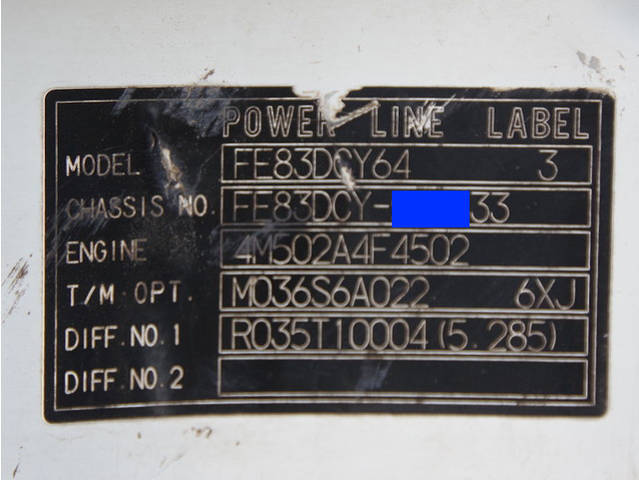 POWER LINE LABEL
MODEL FE83DCY64 3
CHASSIS NO. FE83DCY- 33
ENGINE 4M502A4F4502
T/M OPT. M036S6A022 6XJ
DIFF.NO.1 R035T10004(5.285)
DIFF.NO.2